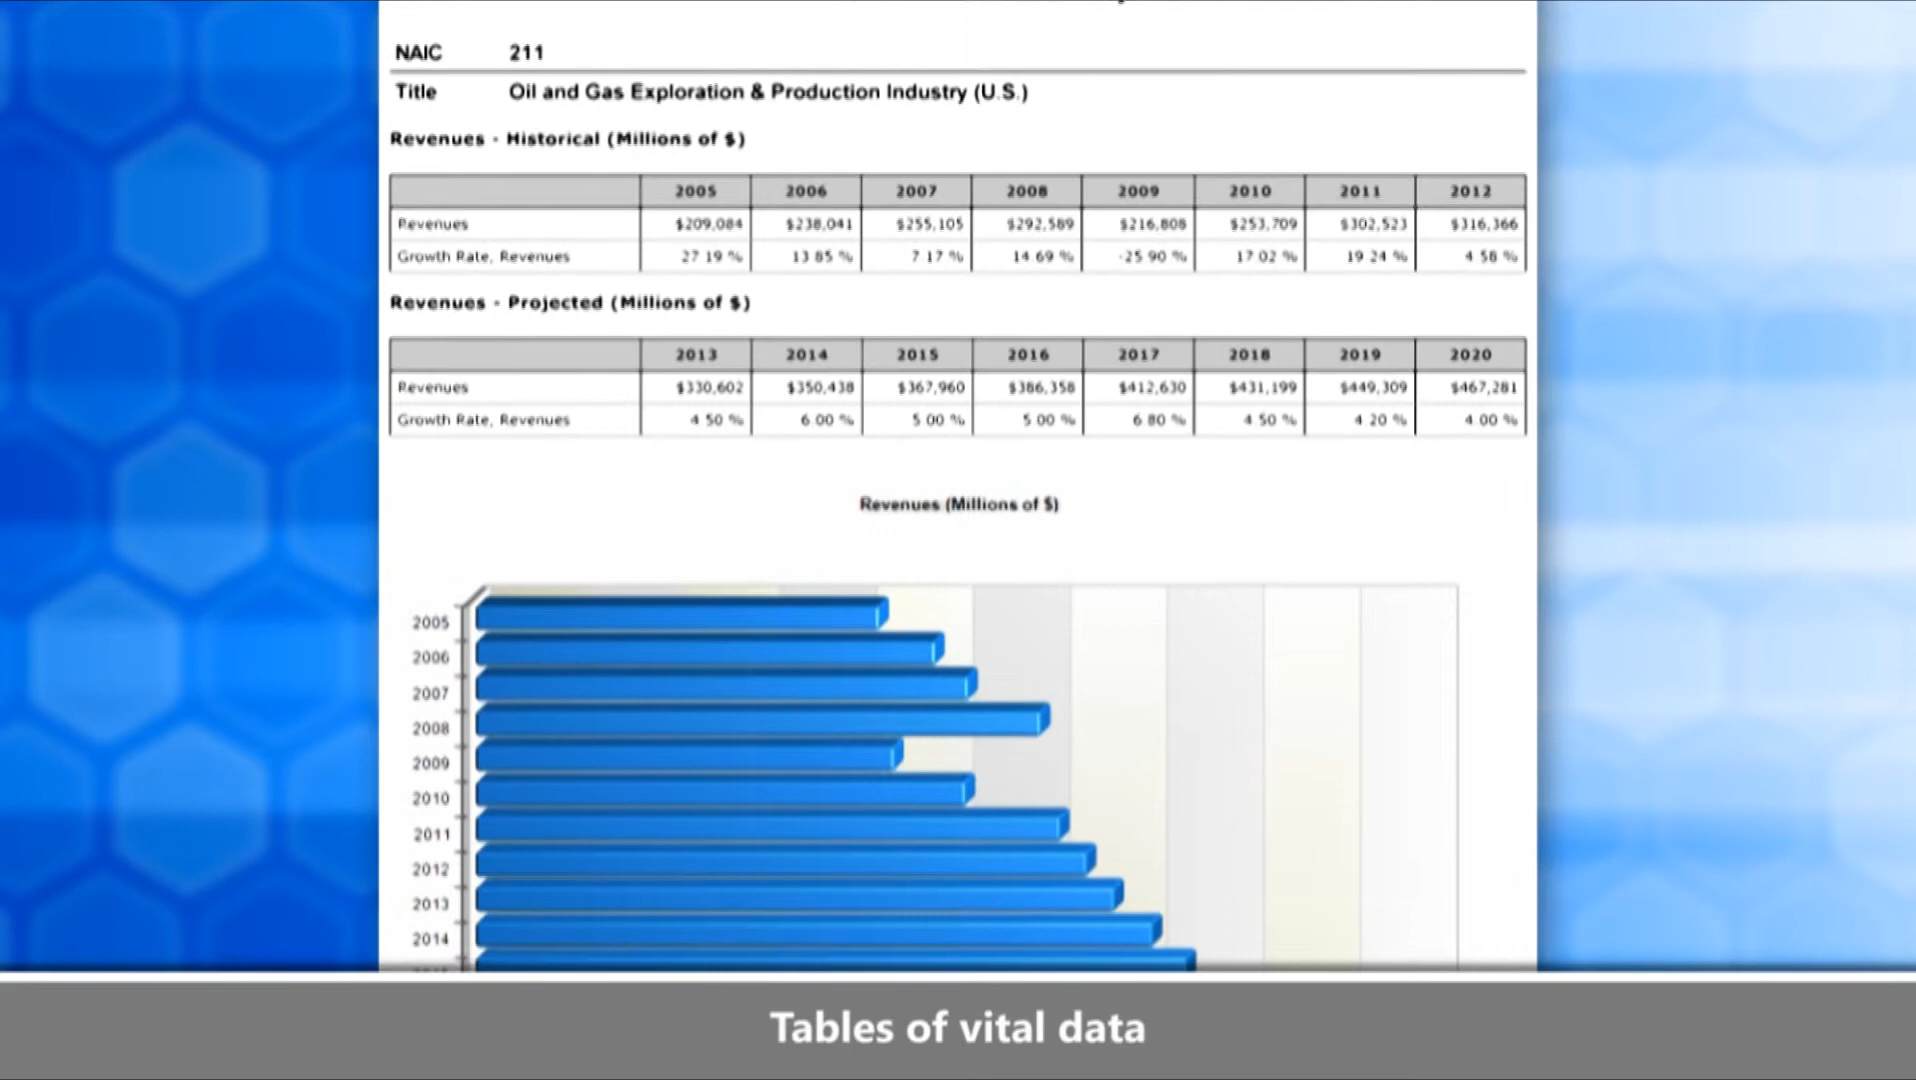 NAIC 211
Title Oil and Gas Exploration & Production Industry (U.S.)
Revenues - Historical (Millions of $)
2005 2006 2007 2008 2009 2010 2011 2012
Revenues $209,084 $238,041 $255,105 $292,589 $216,808 $253,709 $302,523 $316,366
Growth Rate, Revenues 27.19 % 13.85 % 7.17 % 14.69 % -25.90 % 17.02 % 19.24 % 4.58 %
Revenues - Projected (Millions of $)
2013 2014 2015 2016 2017 2018 2019 2020
Revenues $330,602 $350,438 $367,960 $386,358 $412,630 $431,199 $449,309 $467,281
Growth Rate, Revenues 4.50 % 6.00 % 5.00 % 5.00 % 6.80 % 4.50 % 4.20 % 4.00 %
Revenues (Millions of $)
2005
2006
2007
2008
2009
2010
2011
2012
2013
2014
Tables of vital data